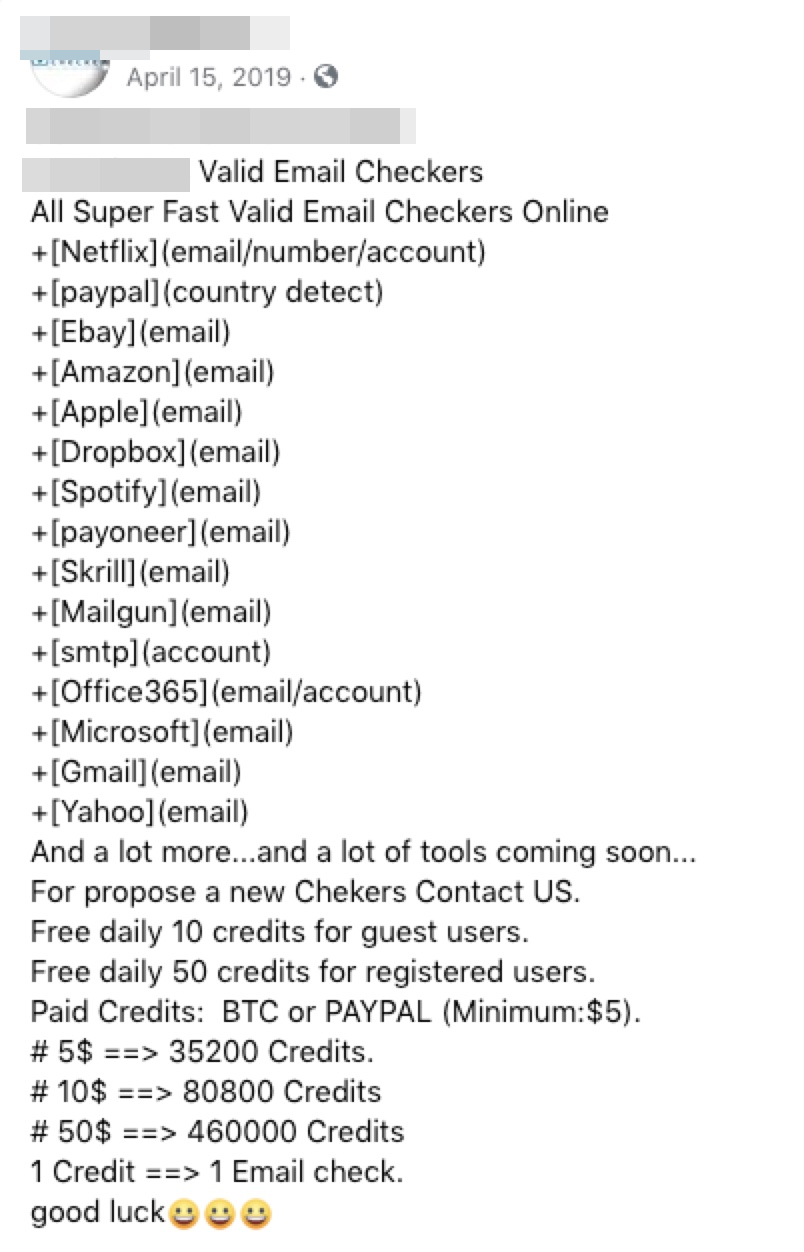 April 15, 2019 ·
Valid Email Checkers
All Super Fast Valid Email Checkers Online
+[Netflix](email/number/account)
+[paypal](country detect)
+[Ebay](email)
+[Amazon](email)
+[Apple](email)
+[Dropbox](email)
+[Spotify](email)
+[payoneer](email)
+[Skrill](email)
+[Mailgun](email)
+[smtp](account)
+[Office365](email/account)
+[Microsoft](email)
+[Gmail](email)
+[Yahoo](email)
And a lot more...and a lot of tools coming soon...
For propose a new Chekers Contact US.
Free daily 10 credits for guest users.
Free daily 50 credits for registered users.
Paid Credits:  BTC or PAYPAL (Minimum:$5).
# 5$ ==> 35200 Credits.
# 10$ ==> 80800 Credits
# 50$ ==> 460000 Credits
1 Credit ==> 1 Email check.
good luck😀😀😀